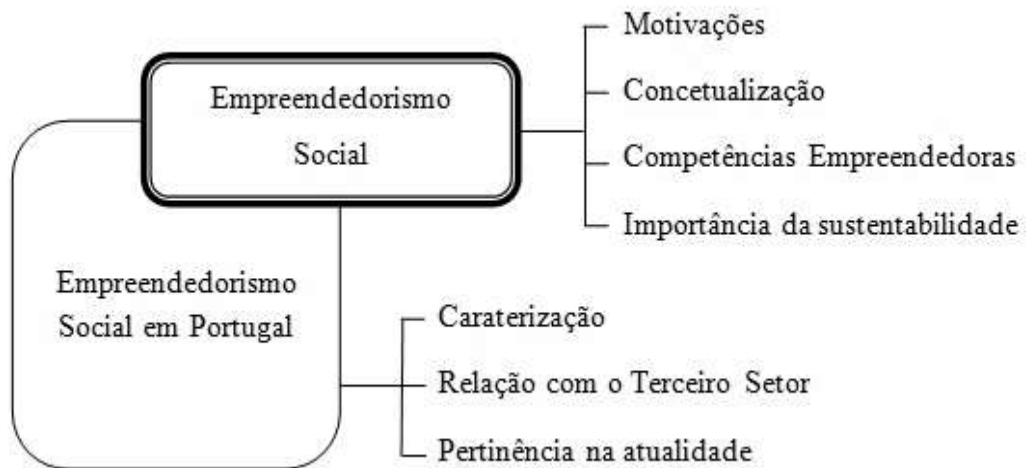 Empreendedorismo
Social
Motivações
Concetualização
Competências Empreendedoras
Importância da sustentabilidade
Empreendedorismo
Social em Portugal
Caraterização
Relação com o Terceiro Setor
Pertinência na atualidade